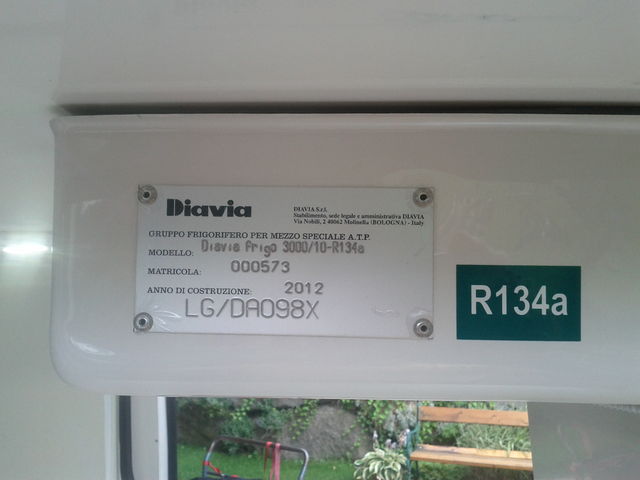 Diavia
DIAVIA S.r.l.
Stabilimento, sede legale e amministrativa DIAVIA
Via Nobili, 2 40062 Molinella (BOLOGNA) - Italy
GRUPPO FRIGORIFERO PER MEZZO SPECIALE A.T.P.
MODELLO: Diavia Frigo 3000/10-R134a
MATRICOLA: 000573
ANNO DI COSTRUZIONE: 2012
LG/DA098X
R134a